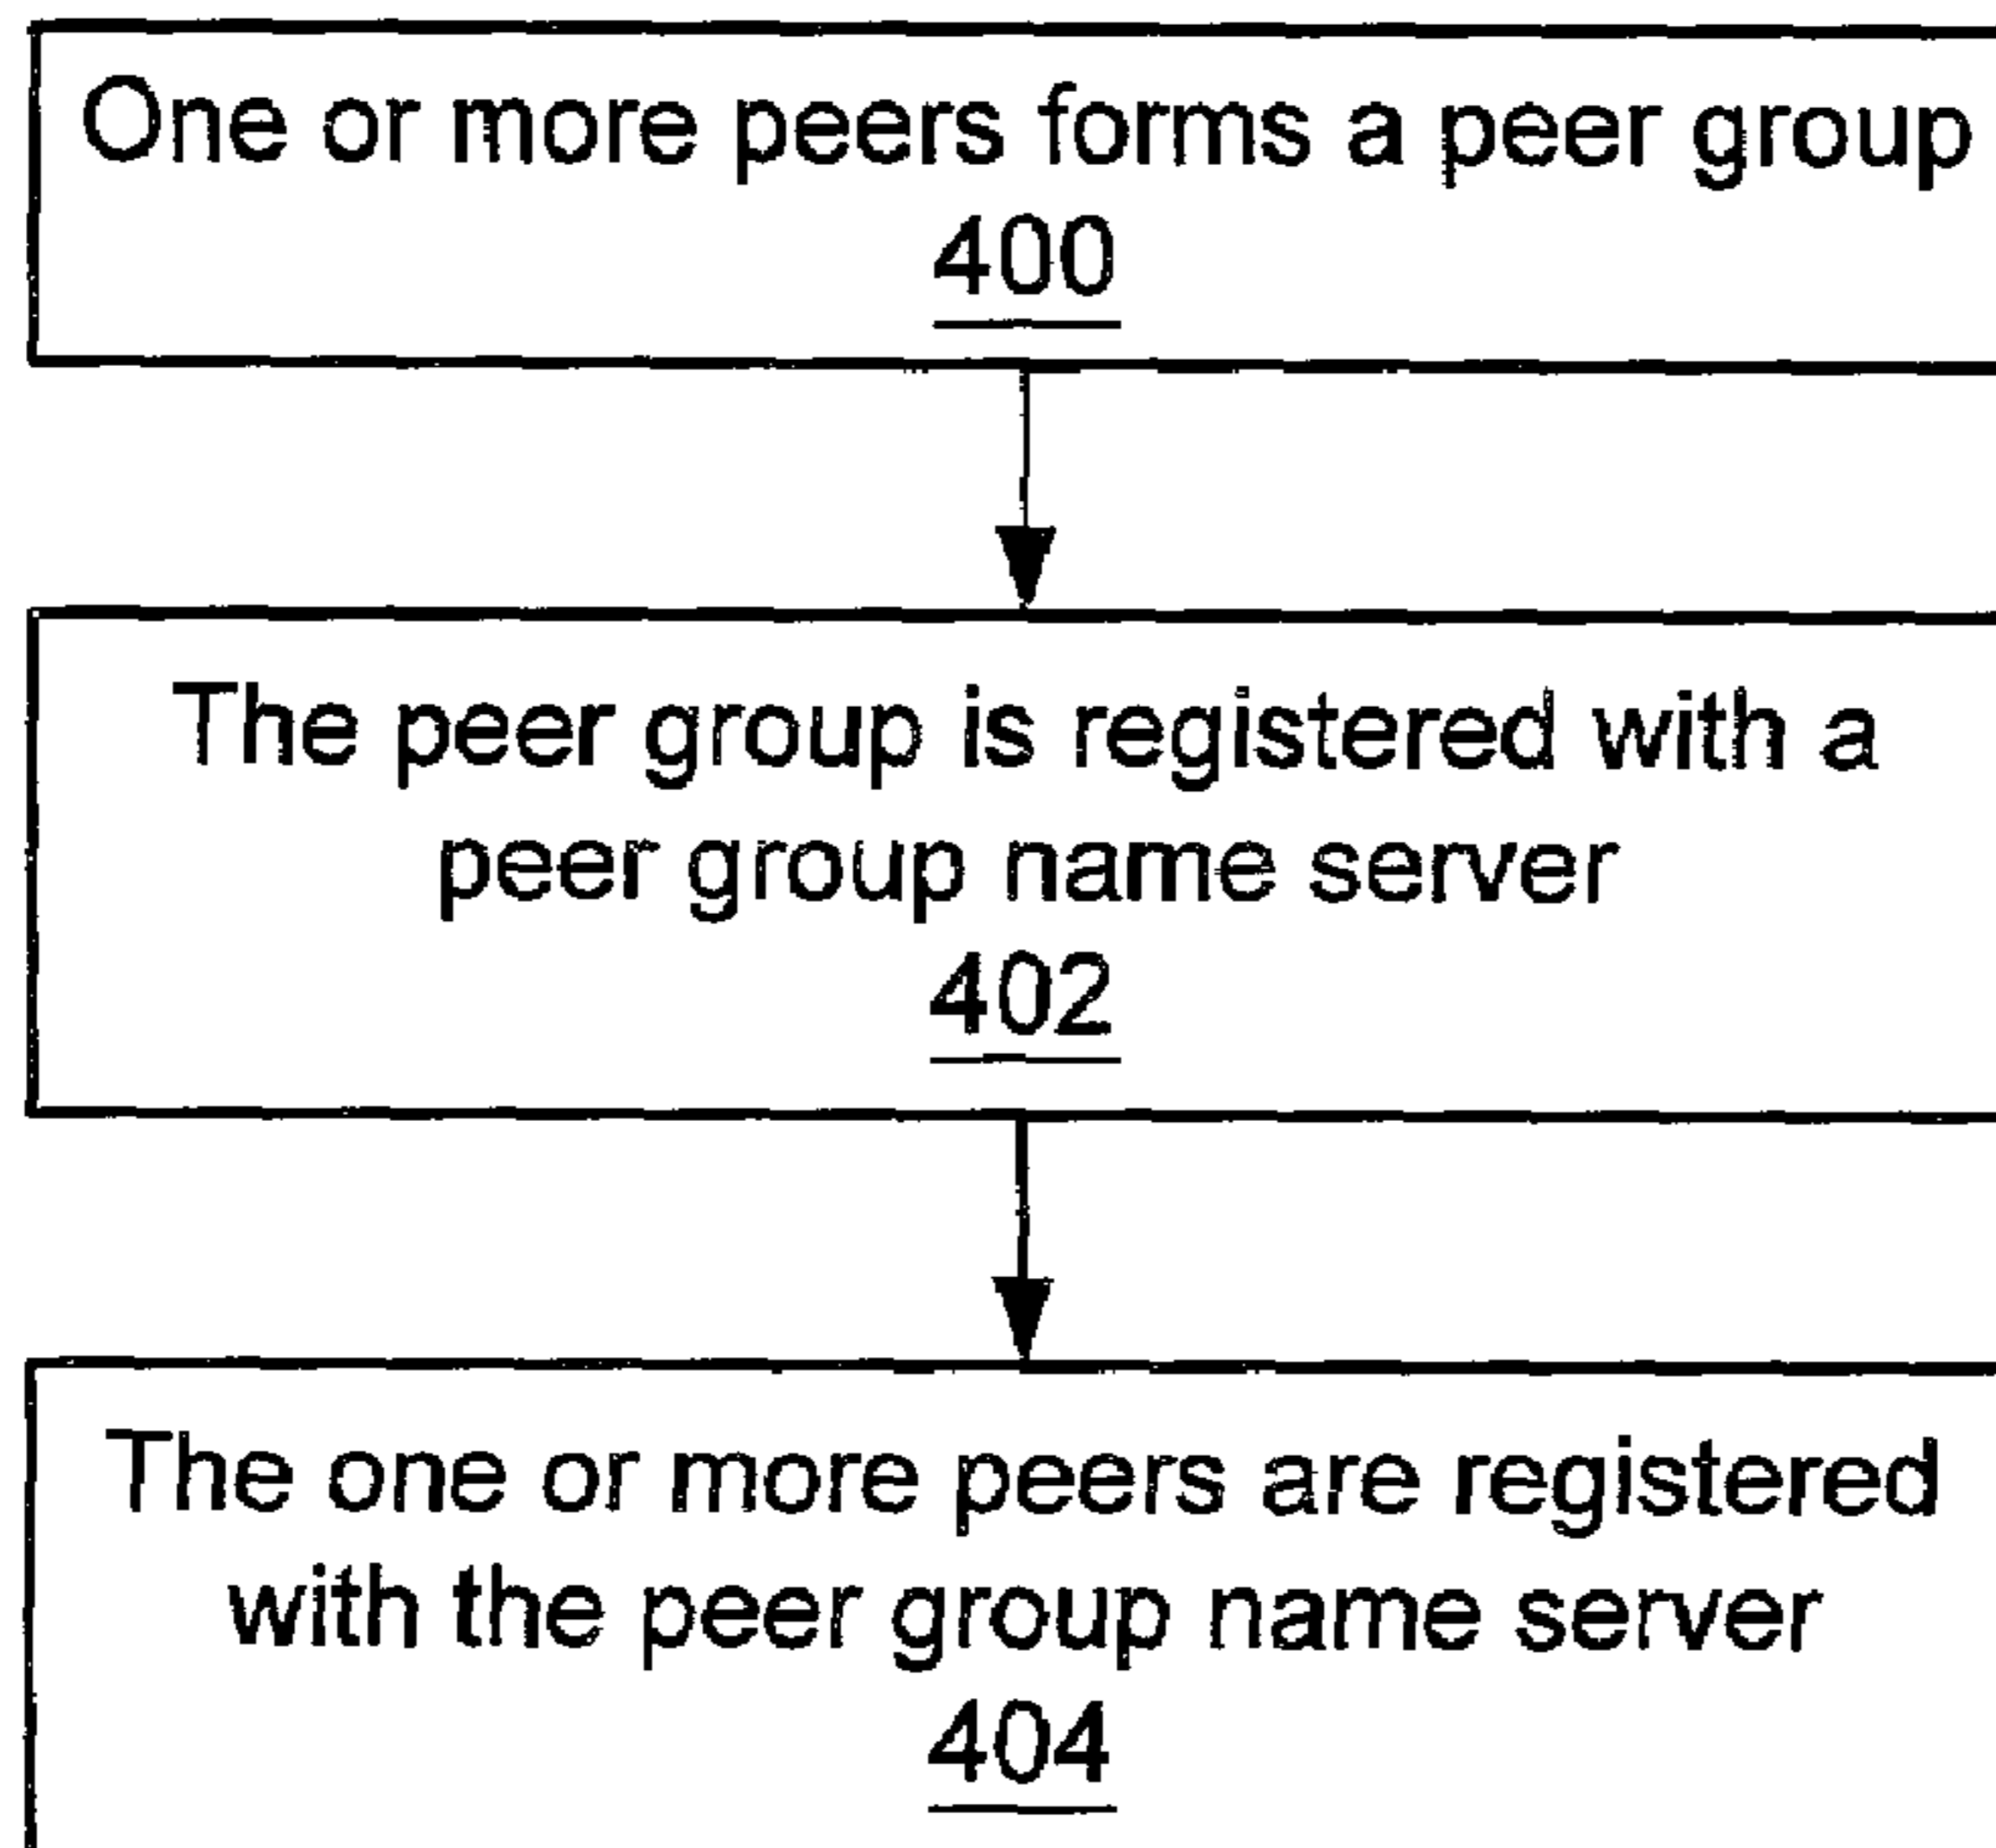 One or more peers forms a peer group
400
The peer group is registered with a
peer group name server
402
The one or more peers are registered
with the peer group name server
404